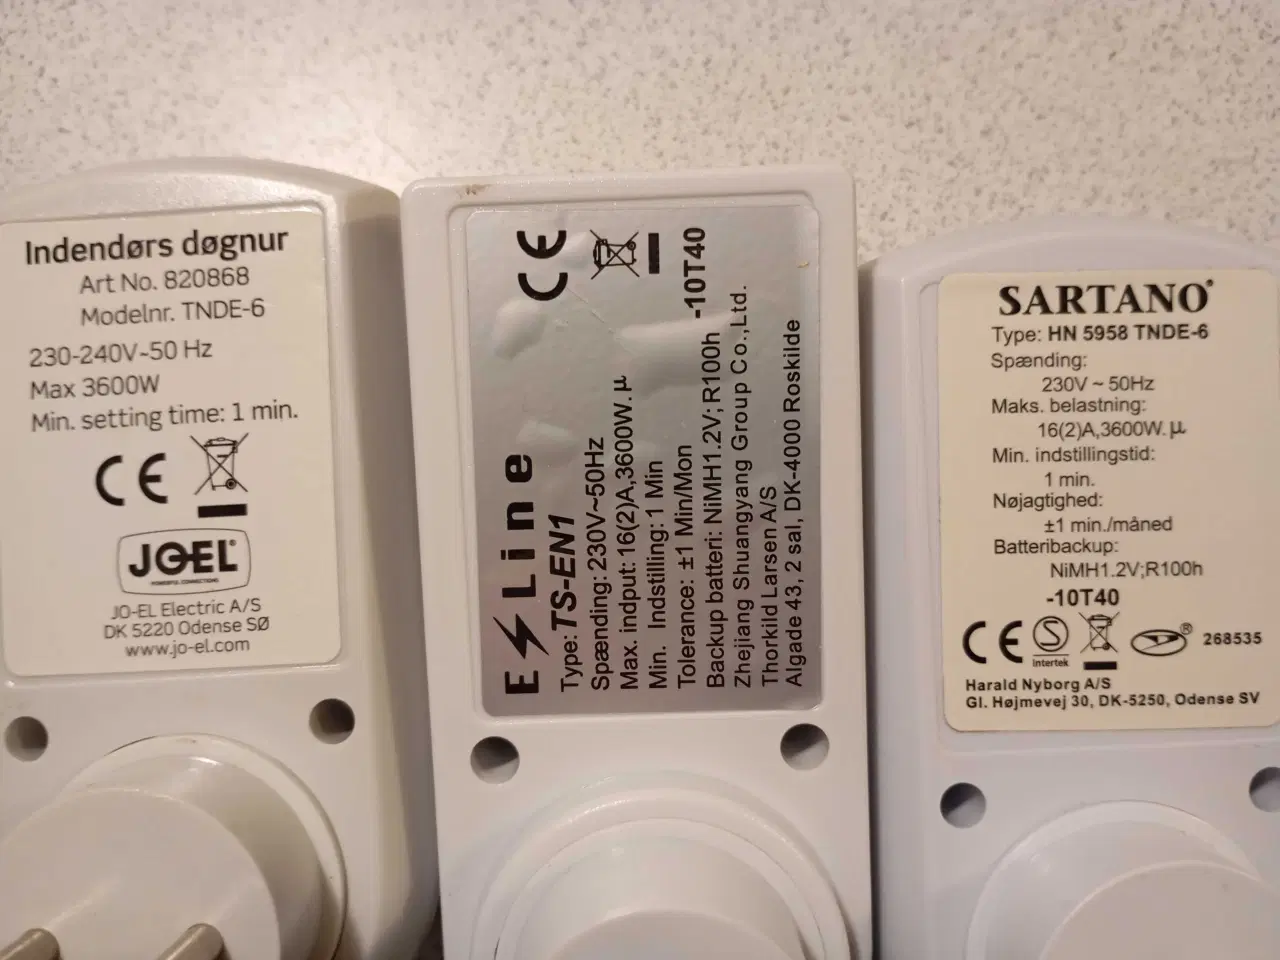 Indendørs døgnur
Art No. 820868
Modelnr. TNDE-6
230-240V~50 Hz
Max 3600W
Min. setting time: 1 min.
CE
JOEL®
POWERFUL CONNECTIONS
JO-EL Electric A/S
DK 5220 Odense SØ
www.jo-el.com
E Line
CE
Type: TS-EN1
Spænding: 230V~50Hz
Max. indput: 16(2)A,3600W.µ
Min. Indstilling: 1 Min
Tolerance: ±1 Min/Mon
Backup batteri: NiMH1.2V; R100h -10T40
Zhejiang Shuangyang Group Co.,Ltd.
Thorkild Larsen A/S
Algade 43, 2 sal, DK-4000 Roskilde
SARTANO®
Type: HN 5958 TNDE-6
Spænding:
230V ~ 50Hz
Maks. belastning:
16(2)A,3600W.µ
Min. indstillingstid:
1 min.
Nøjagtighed:
±1 min./måned
Batteribackup:
NiMH1.2V;R100h
-10T40
CE S Intertek ® 268535
Harald Nyborg A/S
Gl. Højmevej 30, DK-5250, Odense SV